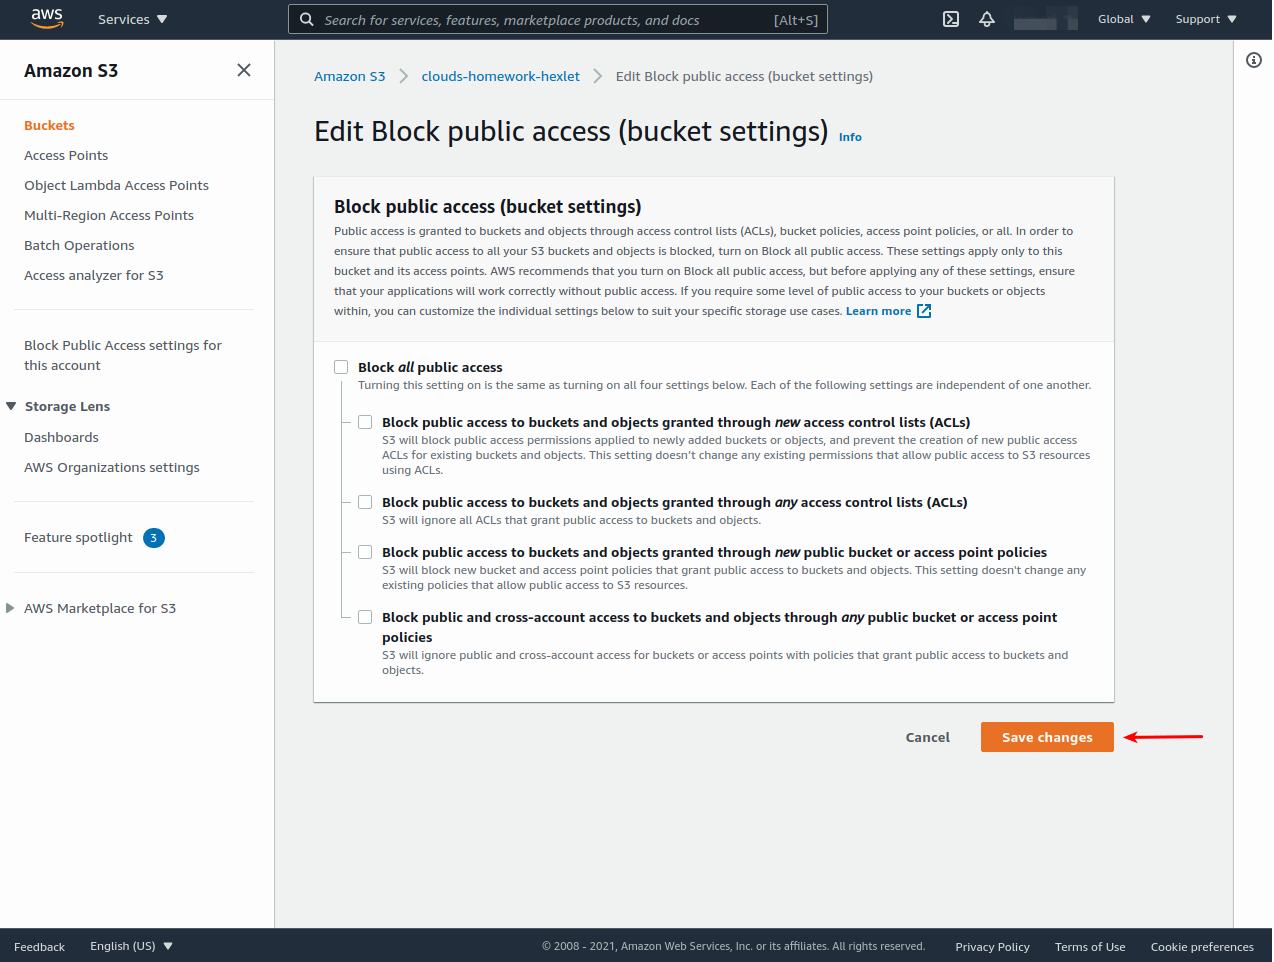 aws Services Search for services, features, marketplace products, and docs [Alt+S] Global Support
Amazon S3
Buckets
Access Points
Object Lambda Access Points
Multi-Region Access Points
Batch Operations
Access analyzer for S3
Block Public Access settings for
this account
Storage Lens
Dashboards
AWS Organizations settings
Feature spotlight 3
AWS Marketplace for S3
Amazon S3 clouds-homework-hexlet Edit Block public access (bucket settings)
Edit Block public access (bucket settings) Info
Block public access (bucket settings)
Public access is granted to buckets and objects through access control lists (ACLs), bucket policies, access point policies, or all. In order to
ensure that public access to all your S3 buckets and objects is blocked, turn on Block all public access. These settings apply only to this
bucket and its access points. AWS recommends that you turn on Block all public access, but before applying any of these settings, ensure
that your applications will work correctly without public access. If you require some level of public access to your buckets or objects
within, you can customize the individual settings below to suit your specific storage use cases. Learn more
Block all public access
Turning this setting on is the same as turning on all four settings below. Each of the following settings are independent of one another.
Block public access to buckets and objects granted through new access control lists (ACLs)
S3 will block public access permissions applied to newly added buckets or objects, and prevent the creation of new public access
ACLs for existing buckets and objects. This setting doesn't change any existing permissions that allow public access to S3 resources
using ACLs.
Block public access to buckets and objects granted through any access control lists (ACLs)
S3 will ignore all ACLs that grant public access to buckets and objects.
Block public access to buckets and objects granted through new public bucket or access point policies
S3 will block new bucket and access point policies that grant public access to buckets and objects. This setting doesn't change any
existing policies that allow public access to S3 resources.
Block public and cross-account access to buckets and objects through any public bucket or access point
policies
S3 will ignore public and cross-account access for buckets or access points with policies that grant public access to buckets and
objects.
Cancel Save changes
Feedback English (US) © 2008 - 2021, Amazon Web Services, Inc. or its affiliates. All rights reserved. Privacy Policy Terms of Use Cookie preferences